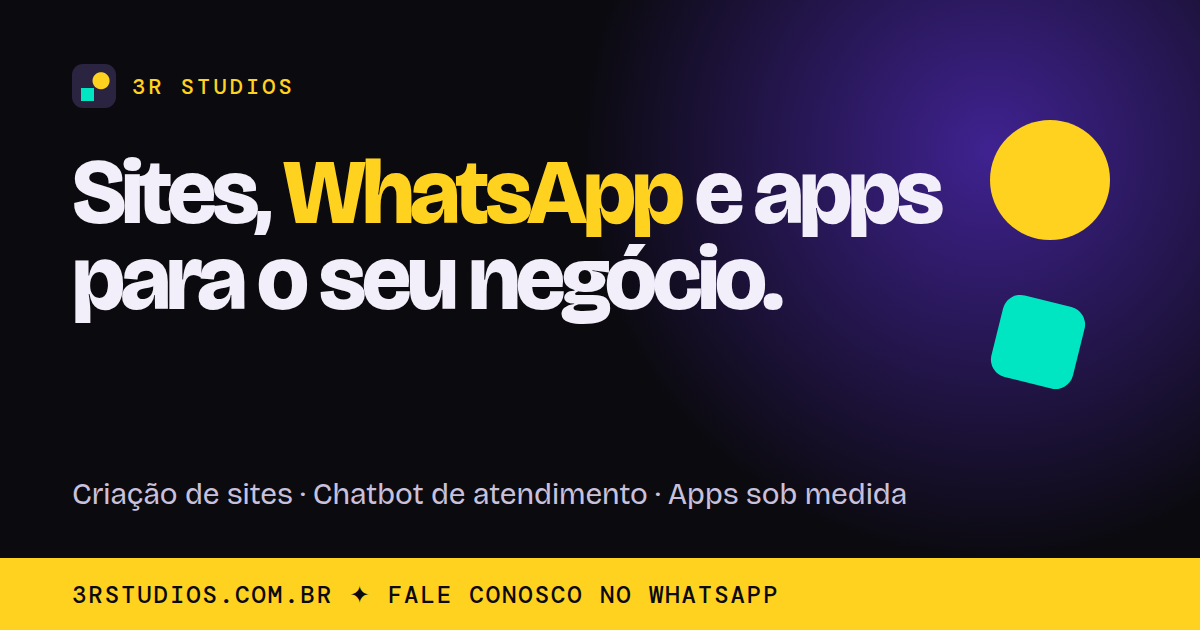 3R STUDIOS
Sites, WhatsApp e apps
para o seu negócio.
Criação de sites · Chatbot de atendimento · Apps sob medida
3RSTUDIOS.COM.BR ✦ FALE CONOSCO NO WHATSAPP